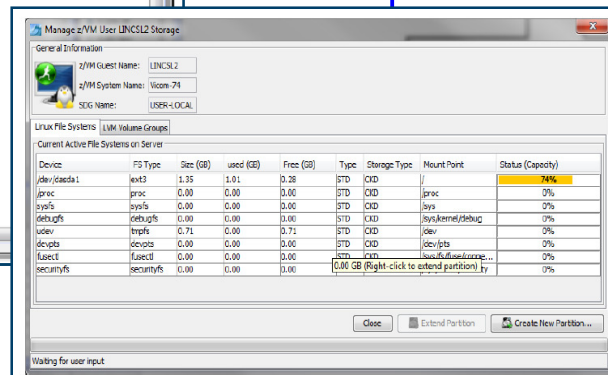 Manage z/VM User LINCSL2 Storage
General Information
z/VM Guest Name: LINCSL2
z/VM System Name: Vicom-74
SDG Name: USER-LOCAL
Linux File Systems LVM Volume Groups
Current Active File Systems on Server
Device FS Type Size (GB) used (GB) Free (GB) Type Storage Type Mount Point Status (Capacity)
/dev/dasda1 ext3 1.35 1.01 0.28 STD CKD / 74%
/proc proc 0.00 0.00 0.00 STD CKD /proc 0%
sysfs sysfs 0.00 0.00 0.00 STD CKD /sys 0%
debugfs debugfs 0.00 0.00 0.00 STD CKD /sys/kernel/debug 0%
udev tmpfs 0.71 0.00 0.71 STD CKD /dev 0%
devpts devpts 0.00 0.00 0.00 STD CKD /dev/pts 0%
fusectl fusectl 0.00 0.00 0.00 STD CKD /sys/fs/fuse/conne... 0%
securityfs securityfs 0.00 0.00 0.00 (Right-click to extend partition) ty 0%
0.00 GB
Close Extend Partition Create New Partition...
Waiting for user input